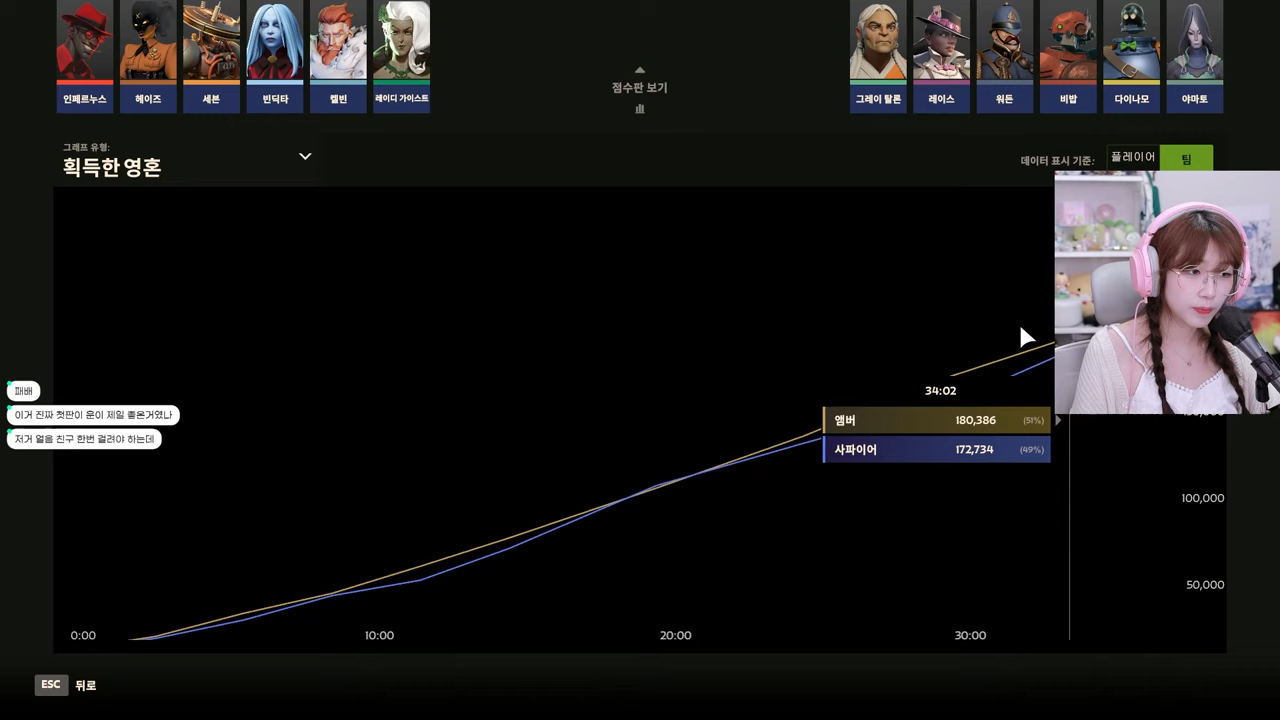 인페르누스
헤이즈
세븐
빈딕타
켈빈
레이디 가이스트
점수판 보기
그레이 탈론
레이스
워든
비밥
다이나모
야마토
그래프 유형:
획득한 영혼
데이터 표시 기준:
플레이어
팀
패배
이거 진짜 첫판이 운이 제일 좋은거였나
저거 얼음 친구 한번 걸려야 하는데
34:02
앰버 180,386 (51%)
사파이어 172,734 (49%)
100,000
50,000
0:00
10:00
20:00
30:00
ESC 뒤로